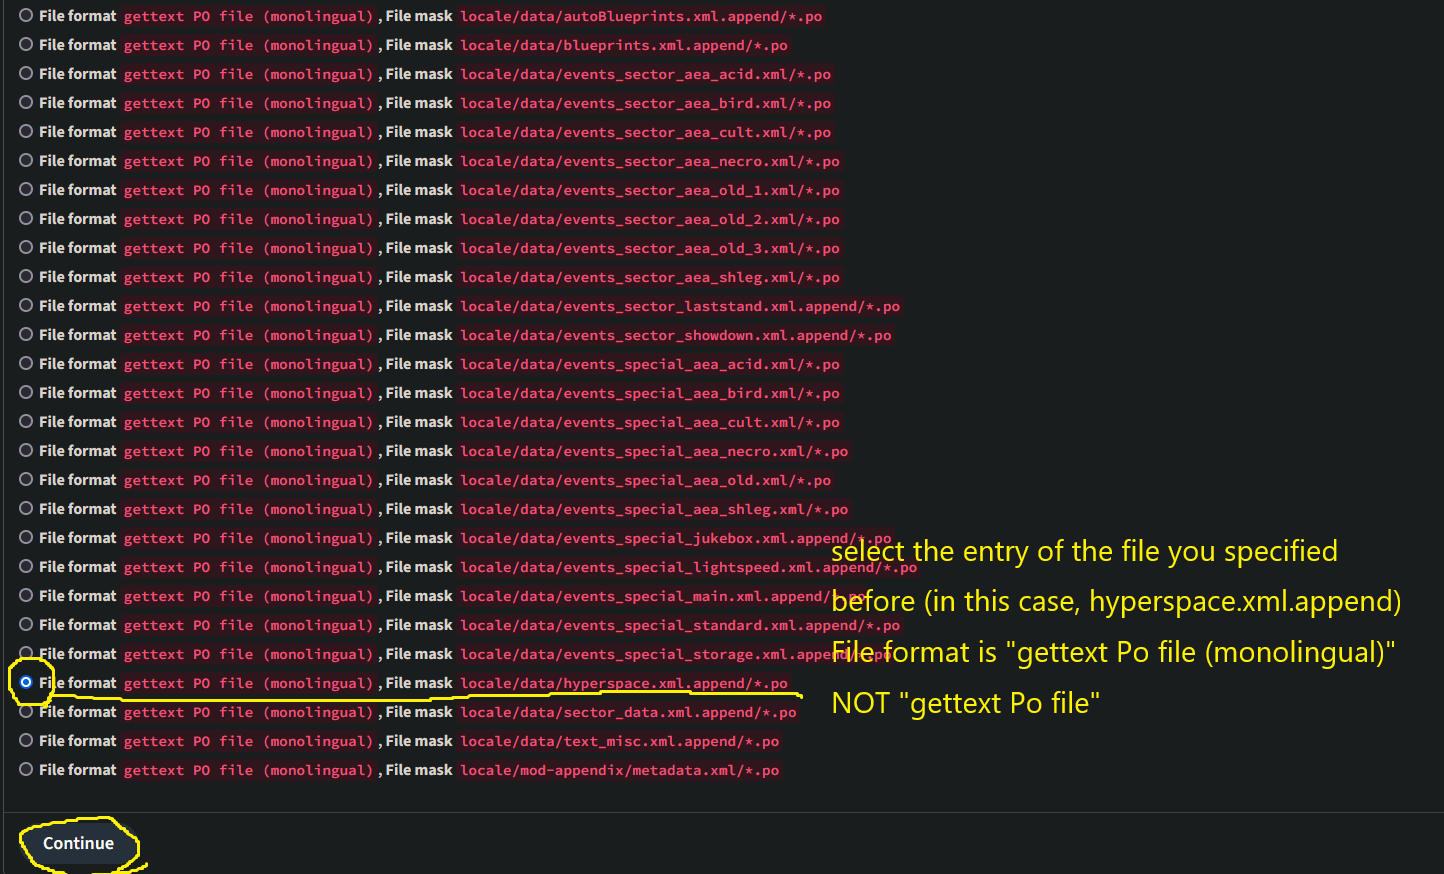 File format gettext PO file (monolingual) , File mask locale/data/autoBlueprints.xml.append/*.po
File format gettext PO file (monolingual) , File mask locale/data/blueprints.xml.append/*.po
File format gettext PO file (monolingual) , File mask locale/data/events_sector_aea_acid.xml/*.po
File format gettext PO file (monolingual) , File mask locale/data/events_sector_aea_bird.xml/*.po
File format gettext PO file (monolingual) , File mask locale/data/events_sector_aea_cult.xml/*.po
File format gettext PO file (monolingual) , File mask locale/data/events_sector_aea_necro.xml/*.po
File format gettext PO file (monolingual) , File mask locale/data/events_sector_aea_old_1.xml/*.po
File format gettext PO file (monolingual) , File mask locale/data/events_sector_aea_old_2.xml/*.po
File format gettext PO file (monolingual) , File mask locale/data/events_sector_aea_old_3.xml/*.po
File format gettext PO file (monolingual) , File mask locale/data/events_sector_aea_shleg.xml/*.po
File format gettext PO file (monolingual) , File mask locale/data/events_sector_laststand.xml.append/*.po
File format gettext PO file (monolingual) , File mask locale/data/events_sector_showdown.xml.append/*.po
File format gettext PO file (monolingual) , File mask locale/data/events_special_aea_acid.xml/*.po
File format gettext PO file (monolingual) , File mask locale/data/events_special_aea_bird.xml/*.po
File format gettext PO file (monolingual) , File mask locale/data/events_special_aea_cult.xml/*.po
File format gettext PO file (monolingual) , File mask locale/data/events_special_aea_necro.xml/*.po
File format gettext PO file (monolingual) , File mask locale/data/events_special_aea_old.xml/*.po
File format gettext PO file (monolingual) , File mask locale/data/events_special_aea_shleg.xml/*.po
File format gettext PO file (monolingual) , File mask locale/data/events_special_jukebox.xml.append/*.po
File format gettext PO file (monolingual) , File mask locale/data/events_special_lightspeed.xml.append/*.po
File format gettext PO file (monolingual) , File mask locale/data/events_special_main.xml.append/*.po
File format gettext PO file (monolingual) , File mask locale/data/events_special_standard.xml.append/*.po
File format gettext PO file (monolingual) , File mask locale/data/events_special_storage.xml.append/*.po
File format gettext PO file (monolingual) , File mask locale/data/hyperspace.xml.append/*.po
File format gettext PO file (monolingual) , File mask locale/data/sector_data.xml.append/*.po
File format gettext PO file (monolingual) , File mask locale/data/text_misc.xml.append/*.po
File format gettext PO file (monolingual) , File mask locale/mod-appendix/metadata.xml/*.po
select the entry of the file you specified
before (in this case, hyperspace.xml.append)
File format is "gettext Po file (monolingual)"
NOT "gettext Po file"
Continue